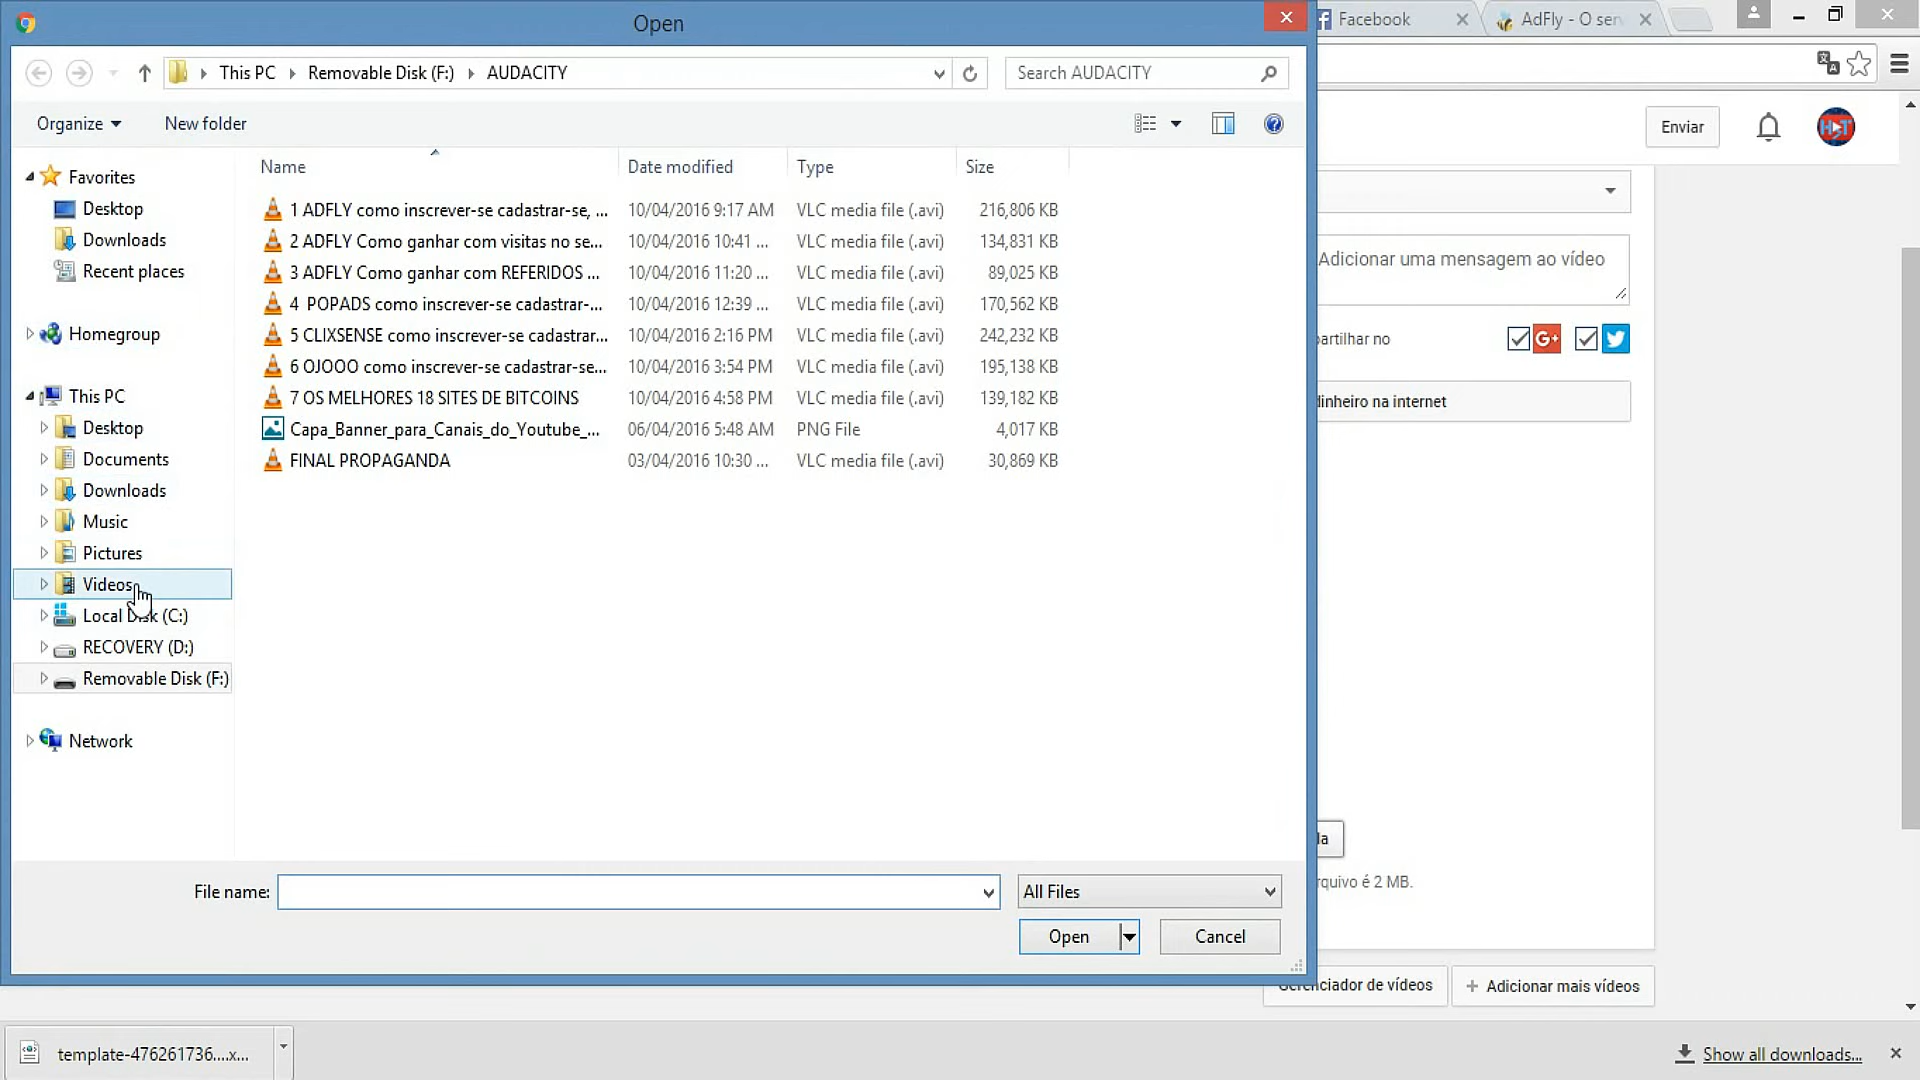 Open
Facebook
AdFly - O serv
This PC
Removable Disk (F:)
AUDACITY
Search AUDACITY
Organize
New folder
Enviar
Name
Date modified
Type
Size
Favorites
Desktop
Downloads
Recent places
Homegroup
This PC
Desktop
Documents
Downloads
Music
Pictures
Videos
Local Disk (C:)
RECOVERY (D:)
Removable Disk (F:)
Network
1 ADFLY como inscrever-se cadastrar-se, ... 10/04/2016 9:17 AM VLC media file (.avi) 216,806 KB
2 ADFLY Como ganhar com visitas no se... 10/04/2016 10:41 ... VLC media file (.avi) 134,831 KB
3 ADFLY Como ganhar com REFERIDOS ... 10/04/2016 11:20 ... VLC media file (.avi) 89,025 KB
4 POPADS como inscrever-se cadastrar-... 10/04/2016 12:39 ... VLC media file (.avi) 170,562 KB
5 CLIXSENSE como inscrever-se cadastrar... 10/04/2016 2:16 PM VLC media file (.avi) 242,232 KB
6 OJOOO como inscrever-se cadastrar-se... 10/04/2016 3:54 PM VLC media file (.avi) 195,138 KB
7 OS MELHORES 18 SITES DE BITCOINS 10/04/2016 4:58 PM VLC media file (.avi) 139,182 KB
Capa_Banner_para_Canais_do_Youtube_... 06/04/2016 5:48 AM PNG File 4,017 KB
FINAL PROPAGANDA 03/04/2016 10:30 ... VLC media file (.avi) 30,869 KB
Adicionar uma mensagem ao vídeo
partilhar no
G+
dinheiro na internet
la
rquivo é 2 MB.
File name:
All Files
Open
Cancel
Gerenciador de vídeos
+ Adicionar mais vídeos
template-476261736....x...
Show all downloads...